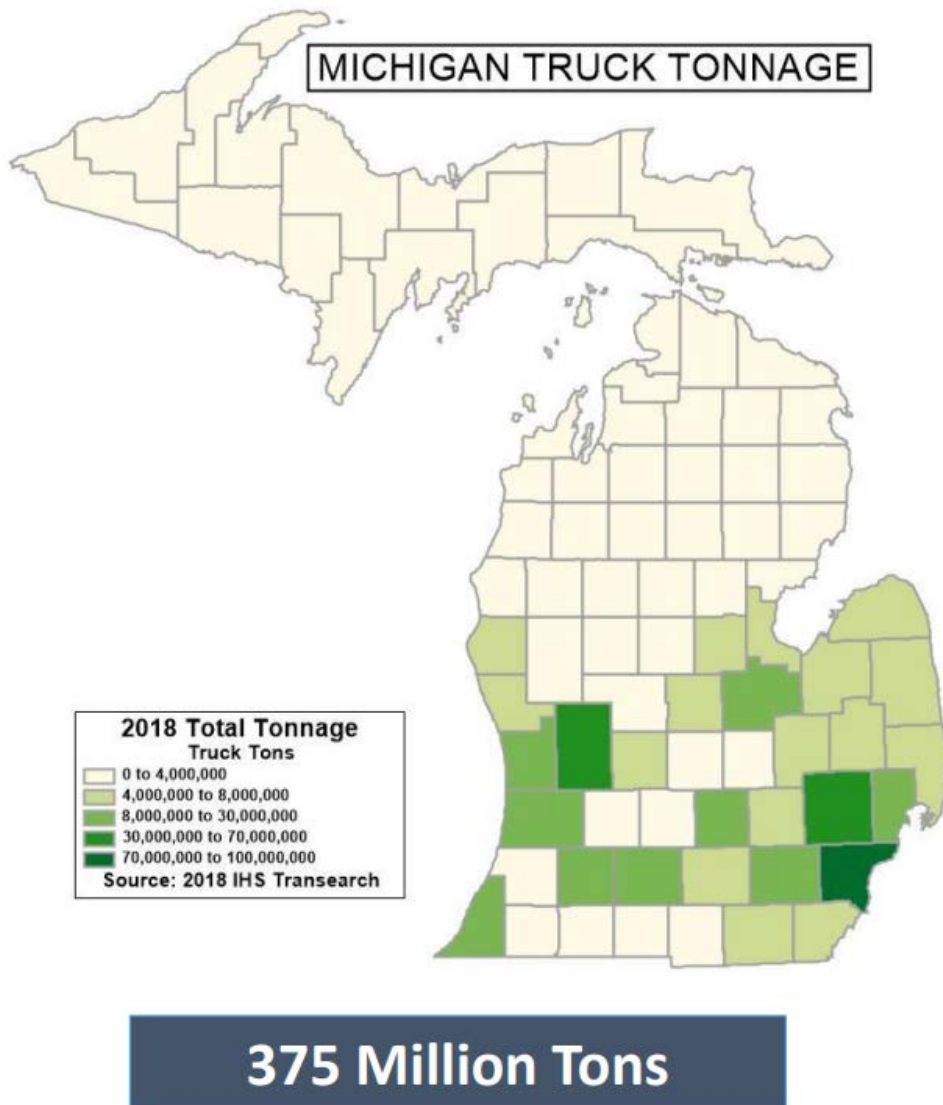 MICHIGAN TRUCK TONNAGE
2018 Total Tonnage
Truck Tons
0 to 4,000,000
4,000,000 to 8,000,000
8,000,000 to 30,000,000
30,000,000 to 70,000,000
70,000,000 to 100,000,000
Source: 2018 IHS Transearch
375 Million Tons